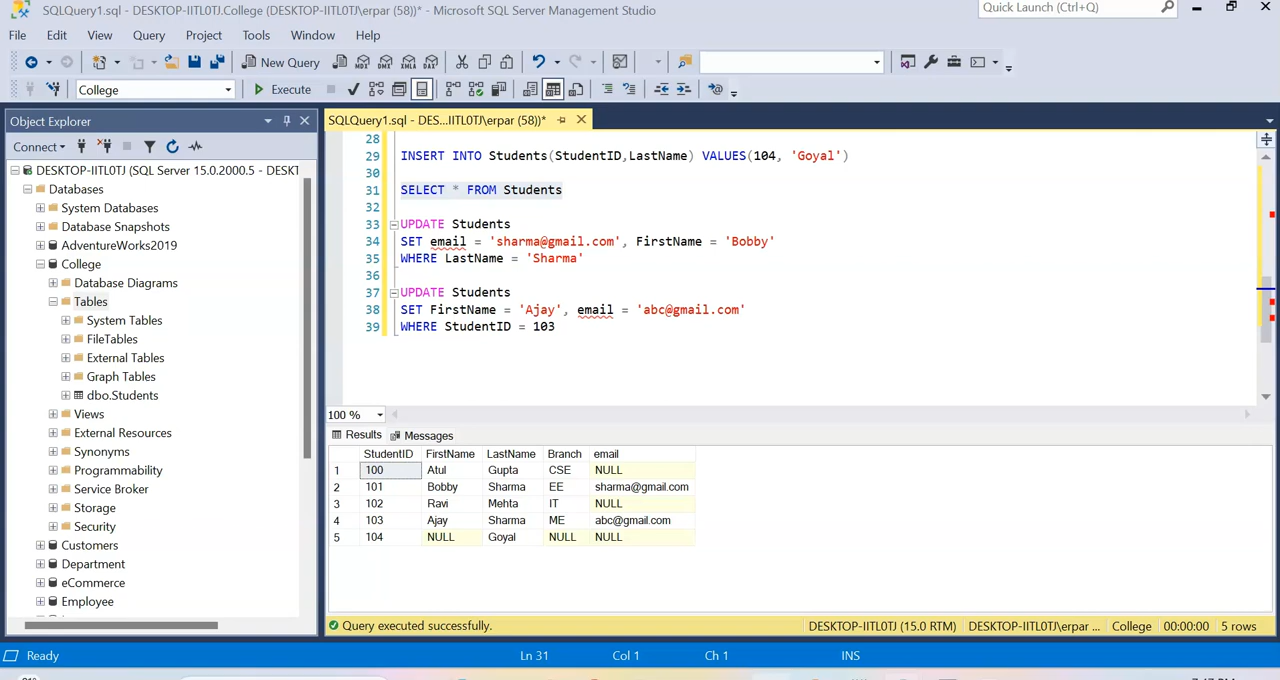 SQLQuery1.sql - DESKTOP-IITL0TJ.College (DESKTOP-IITL0TJ\erpar (58))* - Microsoft SQL Server Management Studio
Quick Launch (Ctrl+Q)
File Edit View Query Project Tools Window Help
New Query
MDX DMX XMLA DAX
College
Execute
Object Explorer
SQLQuery1.sql - DES...IITL0TJ\erpar (58))*
Connect
DESKTOP-IITL0TJ (SQL Server 15.0.2000.5 - DESKT
Databases
System Databases
Database Snapshots
AdventureWorks2019
College
Database Diagrams
Tables
System Tables
FileTables
External Tables
Graph Tables
dbo.Students
Views
External Resources
Synonyms
Programmability
Service Broker
Storage
Security
Customers
Department
eCommerce
Employee
28
29 INSERT INTO Students(StudentID,LastName) VALUES(104, 'Goyal')
30
31 SELECT * FROM Students
32
33 UPDATE Students
34 SET email = 'sharma@gmail.com', FirstName = 'Bobby'
35 WHERE LastName = 'Sharma'
36
37 UPDATE Students
38 SET FirstName = 'Ajay', email = 'abc@gmail.com'
39 WHERE StudentID = 103
100 %
Results Messages
StudentID FirstName LastName Branch email
1 100 Atul Gupta CSE NULL
2 101 Bobby Sharma EE sharma@gmail.com
3 102 Ravi Mehta IT NULL
4 103 Ajay Sharma ME abc@gmail.com
5 104 NULL Goyal NULL NULL
Query executed successfully. DESKTOP-IITL0TJ (15.0 RTM) DESKTOP-IITL0TJ\erpar ... College 00:00:00 5 rows
Ready Ln 31 Col 1 Ch 1 INS